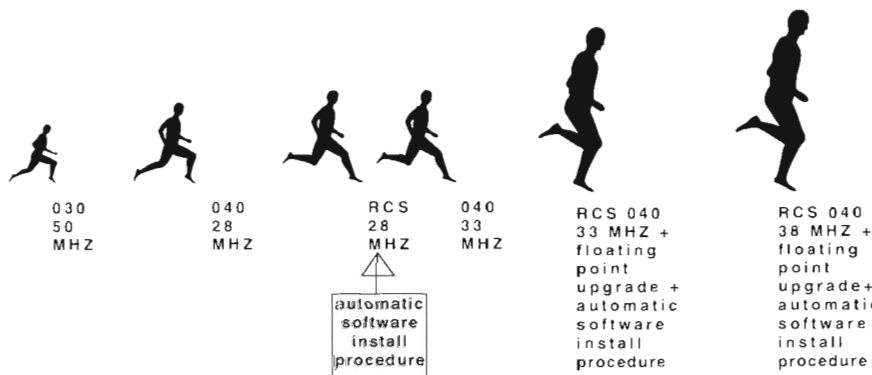 030
50
MHZ
040
28
MHZ
RCS
28
MHZ
040
33
MHZ
RCS 040
33 MHZ +
floating
point
upgrade +
automatic
software
install
procedure
RCS 040
38 MHZ +
floating
point
upgrade+
automatic
software
install
procedure
automatic
software
install
procedure